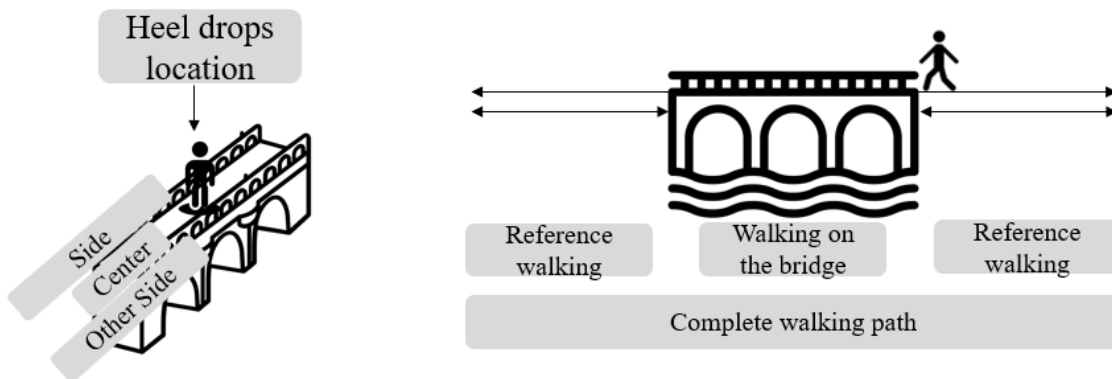 Heel drops
location
Side
Center
Other Side
Reference
walking
Walking on
the bridge
Reference
walking
Complete walking path